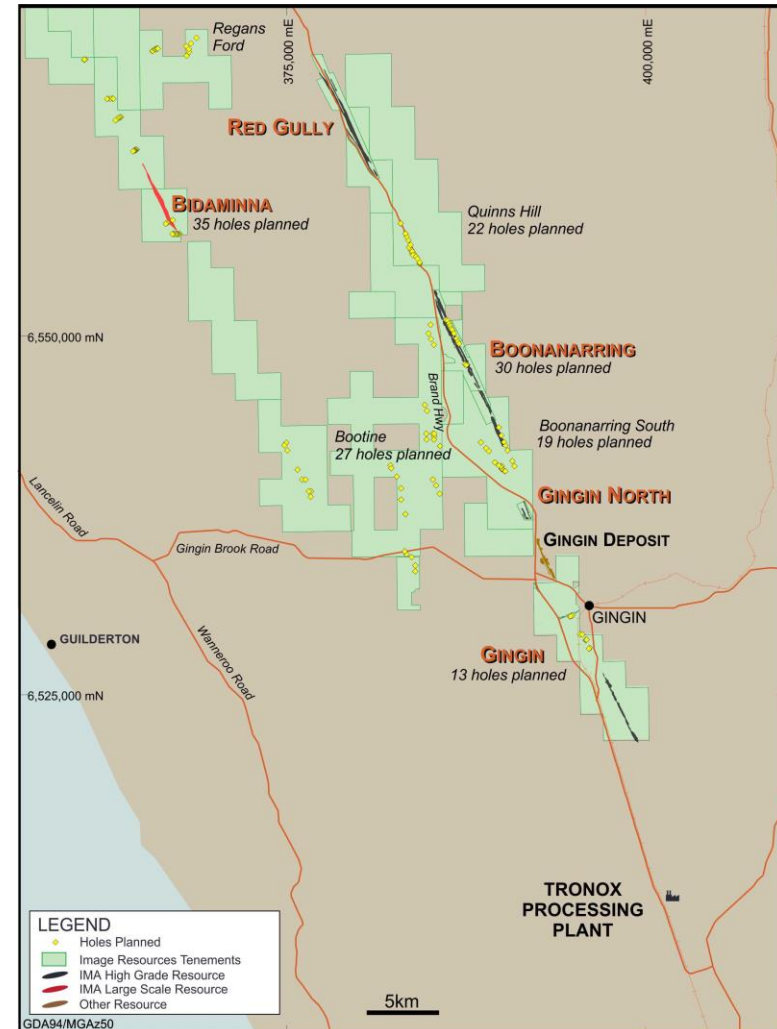 Regans
Ford
375,000 mE
400,000 mE
RED GULLY
BIDAMINNA
35 holes planned
Quinns Hill
22 holes planned
6,550,000 mN
BOONANARRING
30 holes planned
Brand Hwy
Bootine
27 holes planned
Boonanarring South
19 holes planned
Lancelin Road
GINGIN NORTH
Gingin Brook Road
GINGIN DEPOSIT
GINGIN
GUILDERTON
Wanneroo Road
GINGIN
13 holes planned
6,525,000 mN
TRONOX
PROCESSING
PLANT
LEGEND
Holes Planned
Image Resources Tenements
IMA High Grade Resource
IMA Large Scale Resource
Other Resource
5km
GDA94/MGAz50